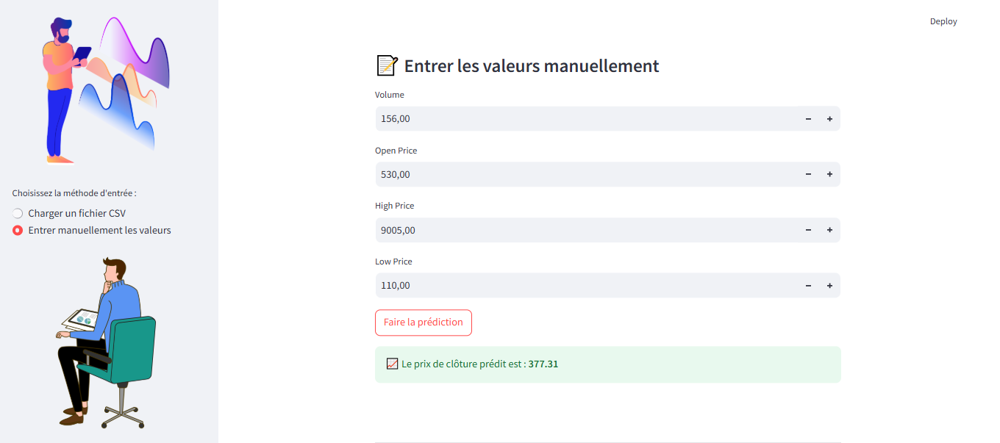 Choisissez la méthode d'entrée :
Charger un fichier CSV
Entrer manuellement les valeurs
Deploy
📝 Entrer les valeurs manuellement
Volume
156,00
Open Price
530,00
High Price
9005,00
Low Price
110,00
Faire la prédiction
📈 Le prix de clôture prédit est : 377.31